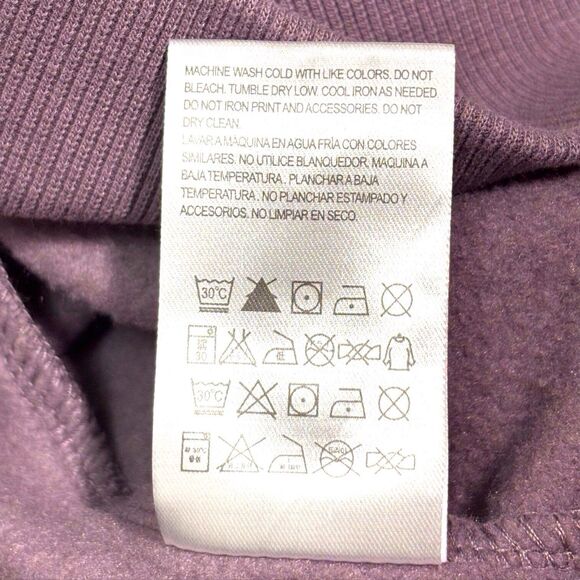 MACHINE WASH COLD WITH LIKE COLORS. DO NOT
BLEACH. TUMBLE DRY LOW. COOL IRON AS NEEDED.
DO NOT IRON PRINT AND ACCESSORIES. DO NOT
DRY CLEAN.
LAVAR A MAQUINA EN AGUA FRÍA CON COLORES
SIMILARES. NO UTILICE BLANQUEDOR, MAQUINA A
BAJA TEMPERATURA. PLANCHAR A BAJA
TEMPERATURA. NO PLANCHAR ESTAMPADO Y
ACCESORIOS. NO LIMPIAR EN SECO.
30°C
30
30°C